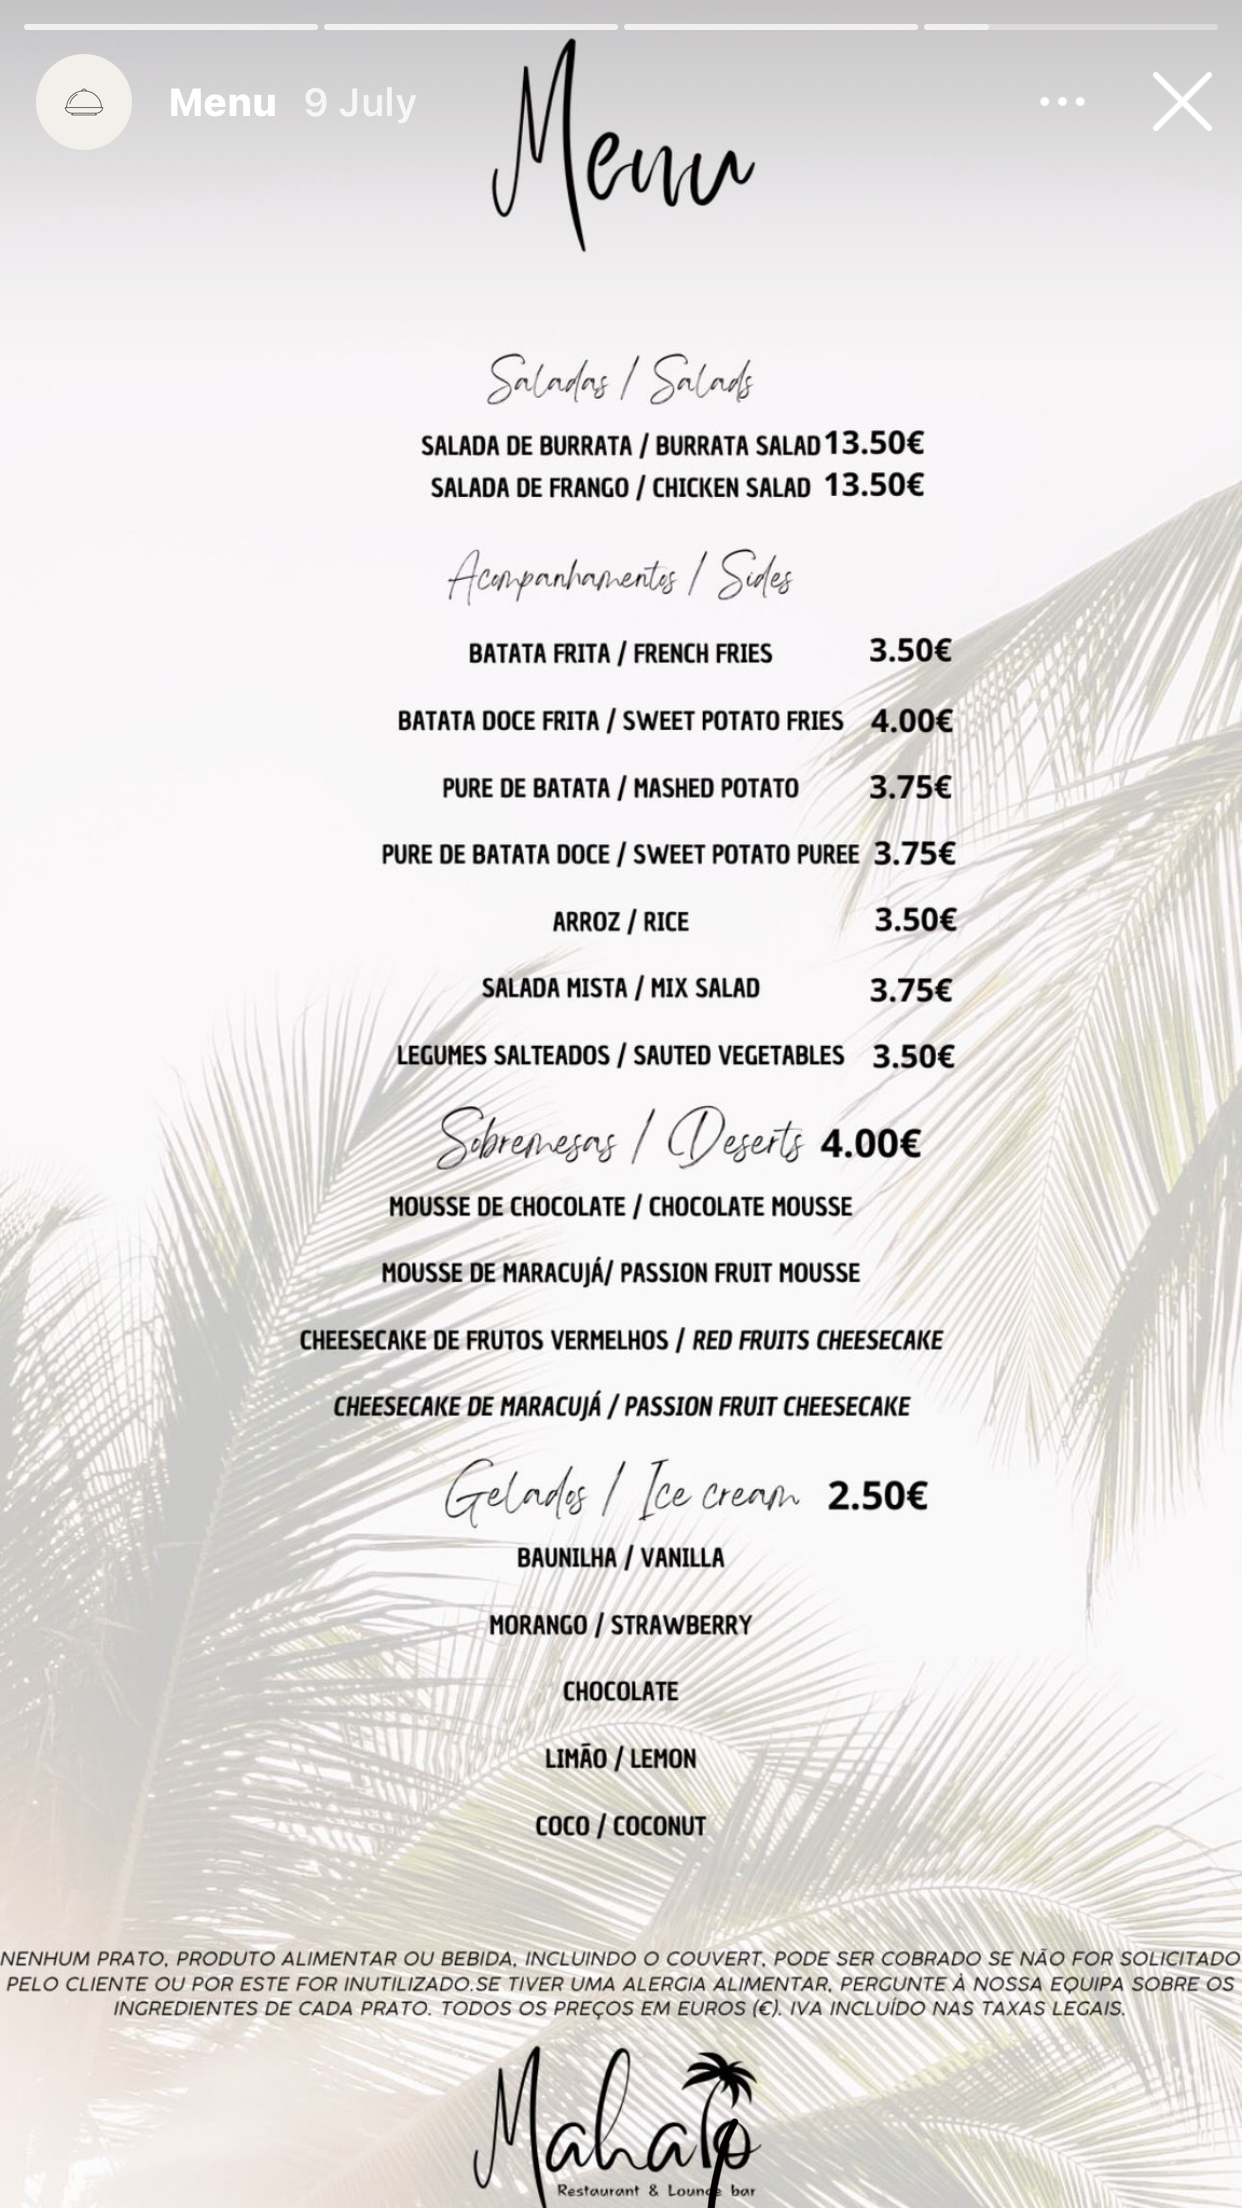 Menu 9 July
Menu
Saladas / Salads
SALADA DE BURRATA / BURRATA SALAD 13.50€
SALADA DE FRANGO / CHICKEN SALAD 13.50€
Acompanhamentos / Sides
BATATA FRITA / FRENCH FRIES 3.50€
BATATA DOCE FRITA / SWEET POTATO FRIES 4.00€
PURE DE BATATA / MASHED POTATO 3.75€
PURE DE BATATA DOCE / SWEET POTATO PUREE 3.75€
ARROZ / RICE 3.50€
SALADA MISTA / MIX SALAD 3.75€
LEGUMES SALTEADOS / SAUTED VEGETABLES 3.50€
Sobremesas / Deserts 4.00€
MOUSSE DE CHOCOLATE / CHOCOLATE MOUSSE
MOUSSE DE MARACUJÁ/ PASSION FRUIT MOUSSE
CHEESECAKE DE FRUTOS VERMELHOS / RED FRUITS CHEESECAKE
CHEESECAKE DE MARACUJÁ / PASSION FRUIT CHEESECAKE
Gelados / Ice cream 2.50€
BAUNILHA / VANILLA
MORANGO / STRAWBERRY
CHOCOLATE
LIMÃO / LEMON
COCO / COCONUT
NENHUM PRATO, PRODUTO ALIMENTAR OU BEBIDA, INCLUINDO O COUVERT, PODE SER COBRADO SE NÃO FOR SOLICITADO
PELO CLIENTE OU POR ESTE FOR INUTILIZADO.SE TIVER UMA ALERGIA ALIMENTAR, PERGUNTE À NOSSA EQUIPA SOBRE OS
INGREDIENTES DE CADA PRATO. TODOS OS PREÇOS EM EUROS (€). IVA INCLUÍDO NAS TAXAS LEGAIS.
Mahalo
Restaurant & Lounge bar